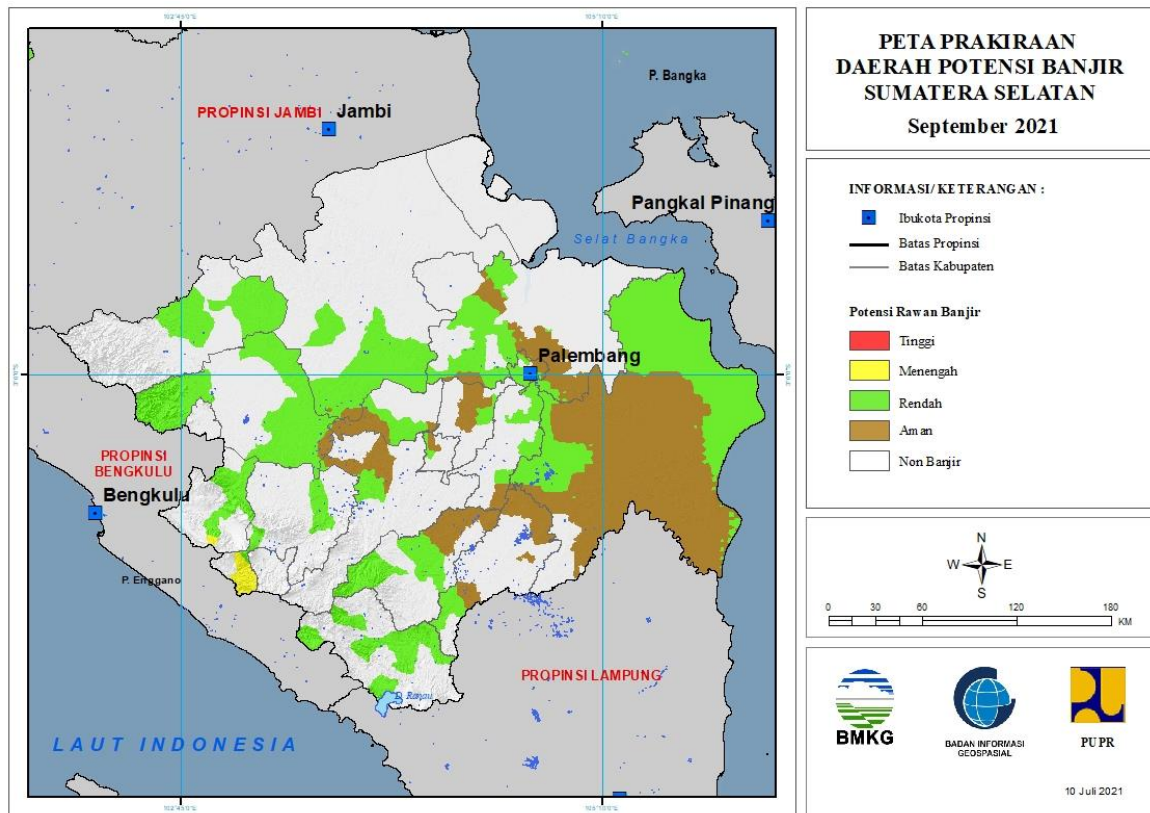 PETA PRAKIRAAN
DAERAH POTENSI BANJIR
SUMATERA SELATAN
September 2021
P. Bangka
PROPINSI JAMBI
Jambi
Pangkal Pinang
Selat Bangka
Palembang
PROPINSI
BENGKULU
Bengkulu
P. Enggano
PROPINSI LAMPUNG
D. Ranau
LAUT INDONESIA
INFORMASI/KETERANGAN :
Ibukota Propinsi
Batas Propinsi
Batas Kabupaten
Potensi Rawan Banjir
Tinggi
Menengah
Rendah
Aman
Non Banjir
N
W E
S
0 30 60 120 180
KM
BMKG
BADAN INFORMASI
GEOSPASIAL
PUPR
10 Juli 2021